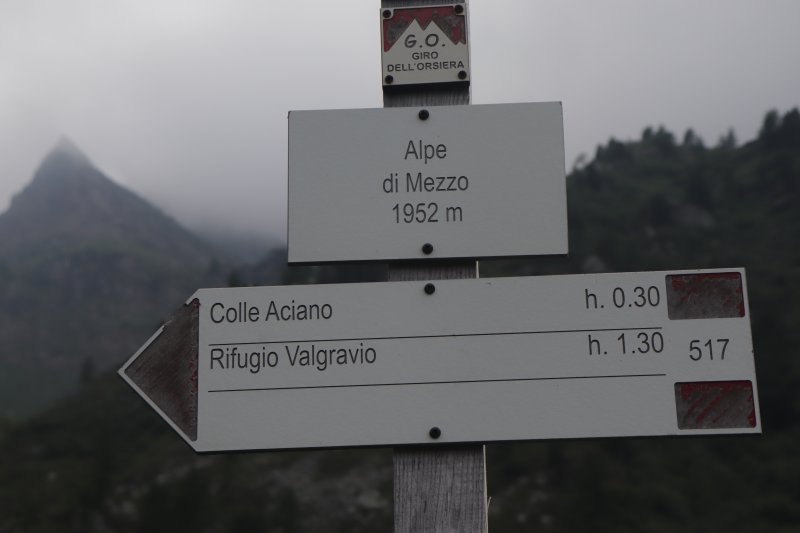 G.O.
GIRO
DELL'ORSIERA
Alpe
di Mezzo
1952 m
Colle Aciano h. 0.30
Rifugio Valgravio h. 1.30
517